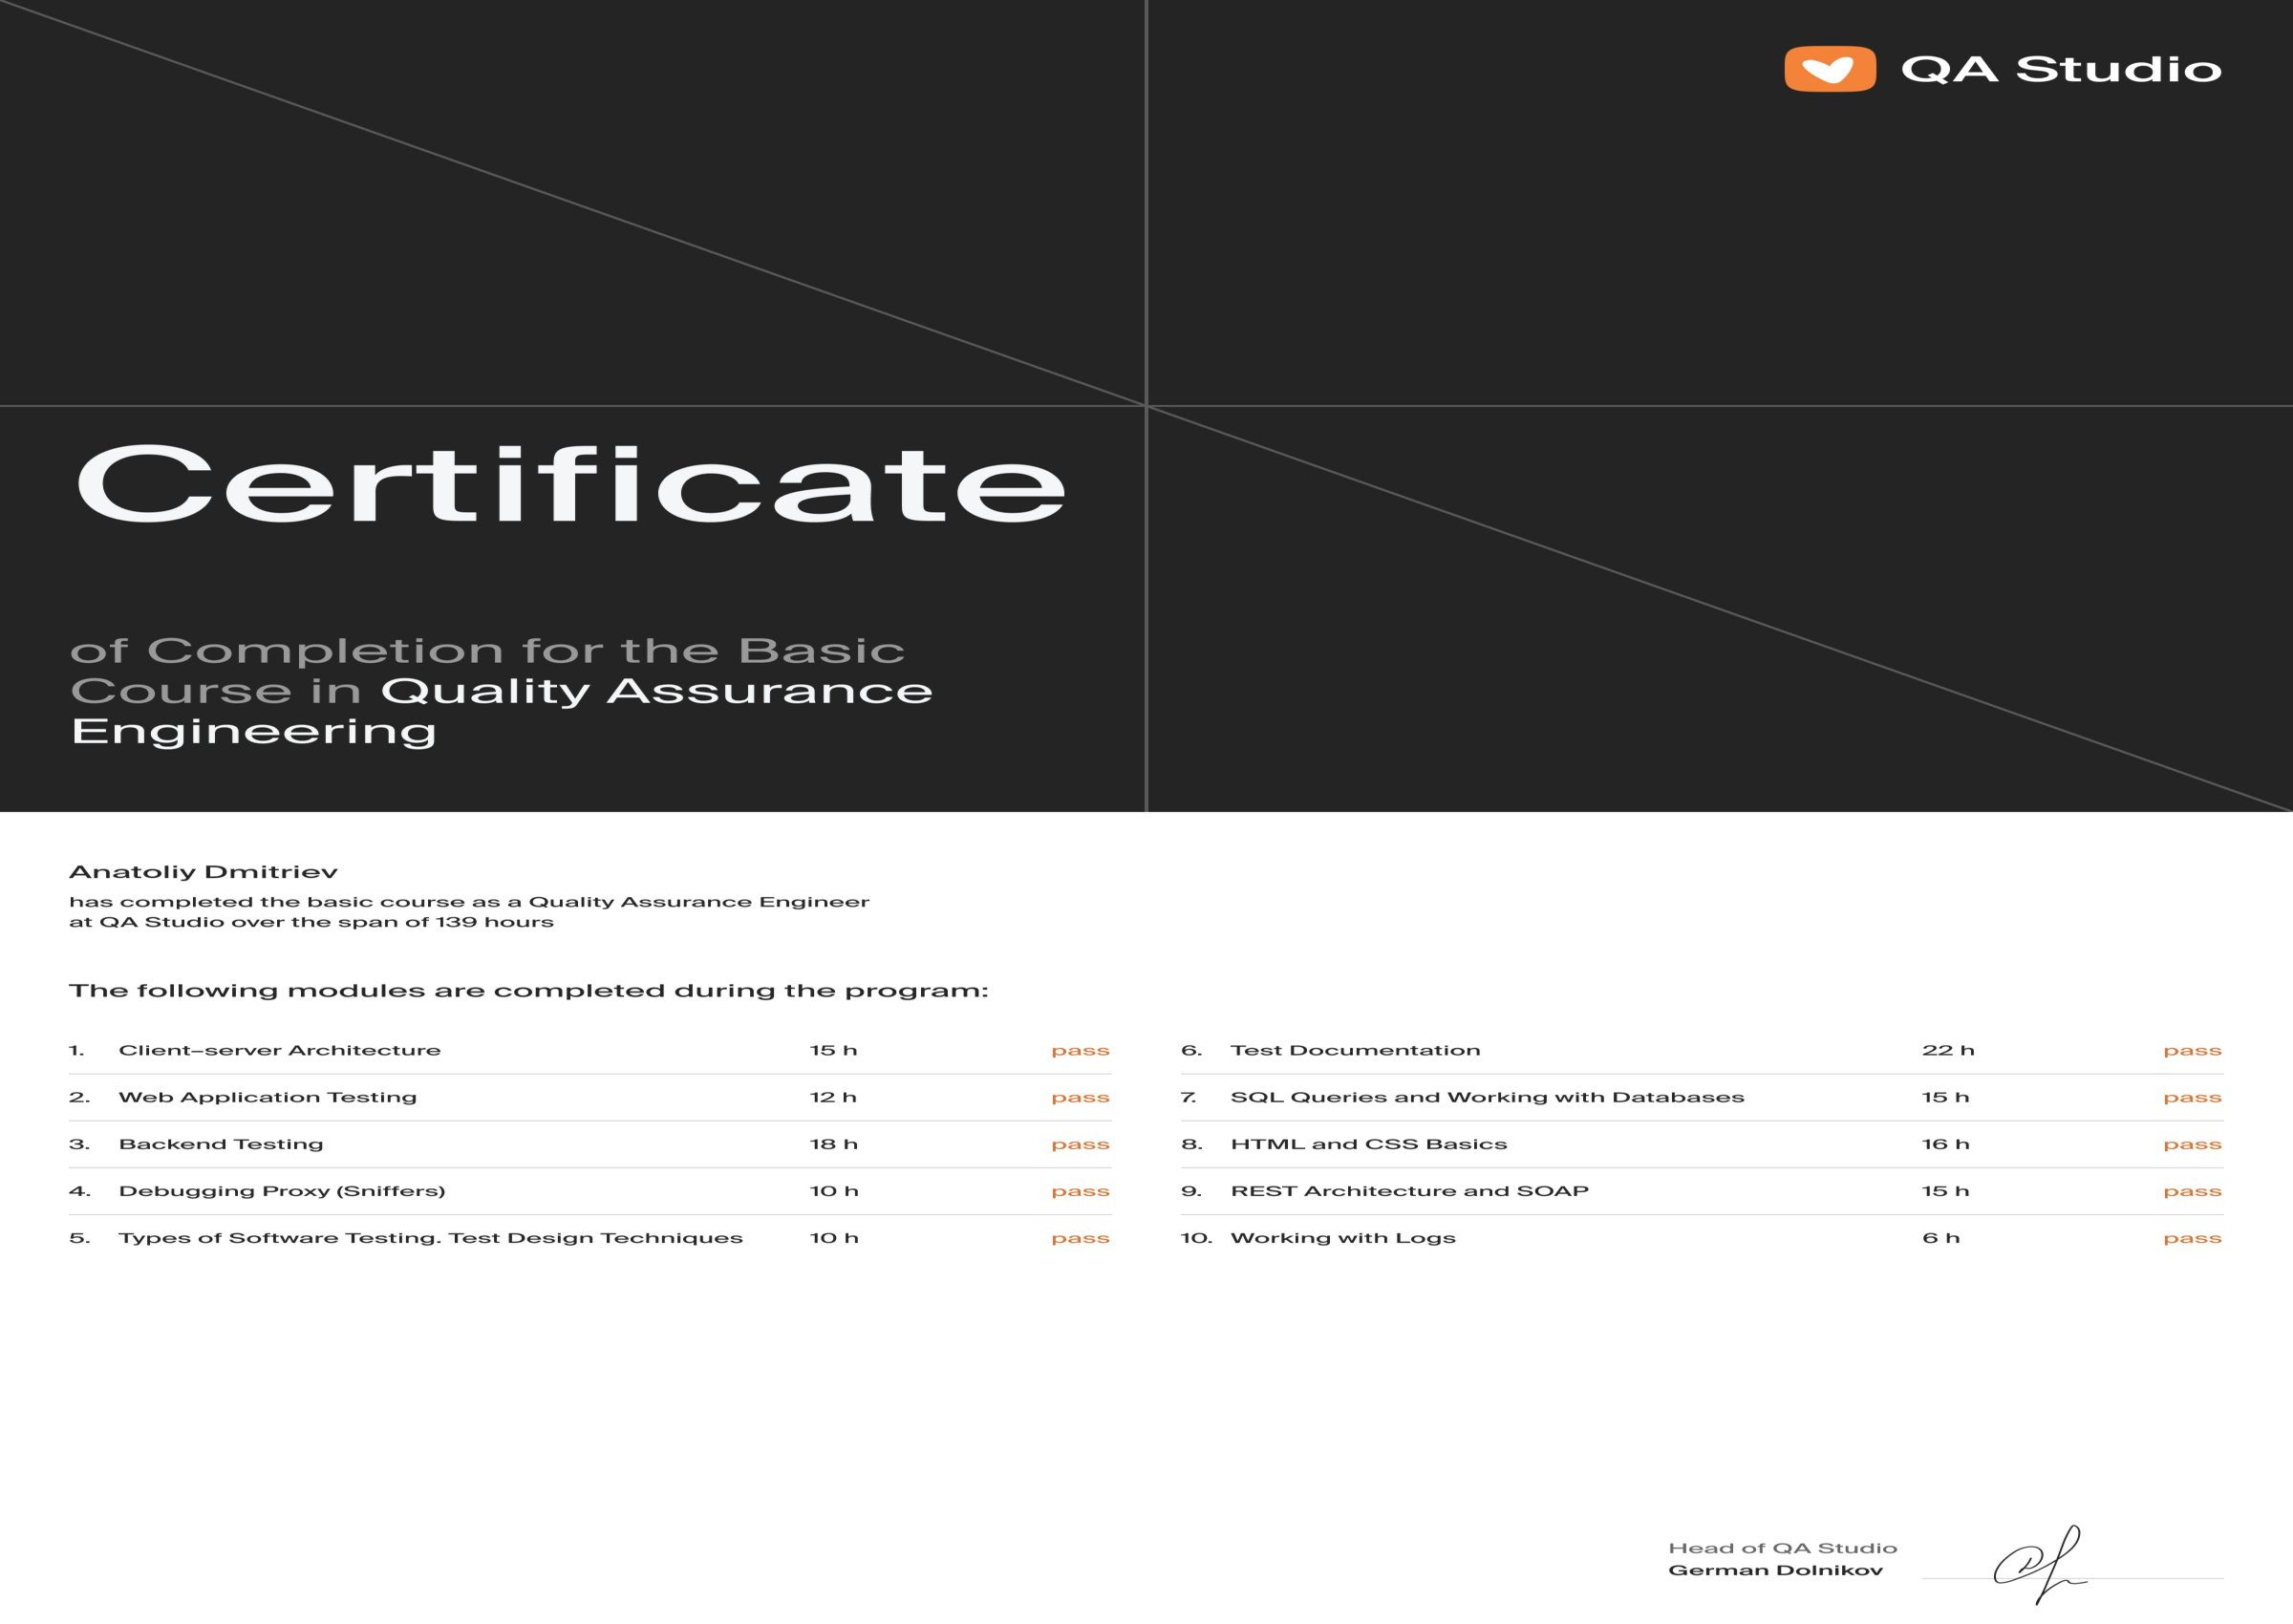 QA Studio
Certificate
of Completion for the Basic
Course in Quality Assurance
Engineering
Anatoliy Dmitriev
has completed the basic course as a Quality Assurance Engineer
at QA Studio over the span of 139 hours
The following modules are completed during the program:
1. Client-server Architecture 15 h pass
2. Web Application Testing 12 h pass
3. Backend Testing 18 h pass
4. Debugging Proxy (Sniffers) 10 h pass
5. Types of Software Testing. Test Design Techniques 10 h pass
6. Test Documentation 22 h pass
7. SQL Queries and Working with Databases 15 h pass
8. HTML and CSS Basics 16 h pass
9. REST Architecture and SOAP 15 h pass
10. Working with Logs 6 h pass
Head of QA Studio
German Dolnikov